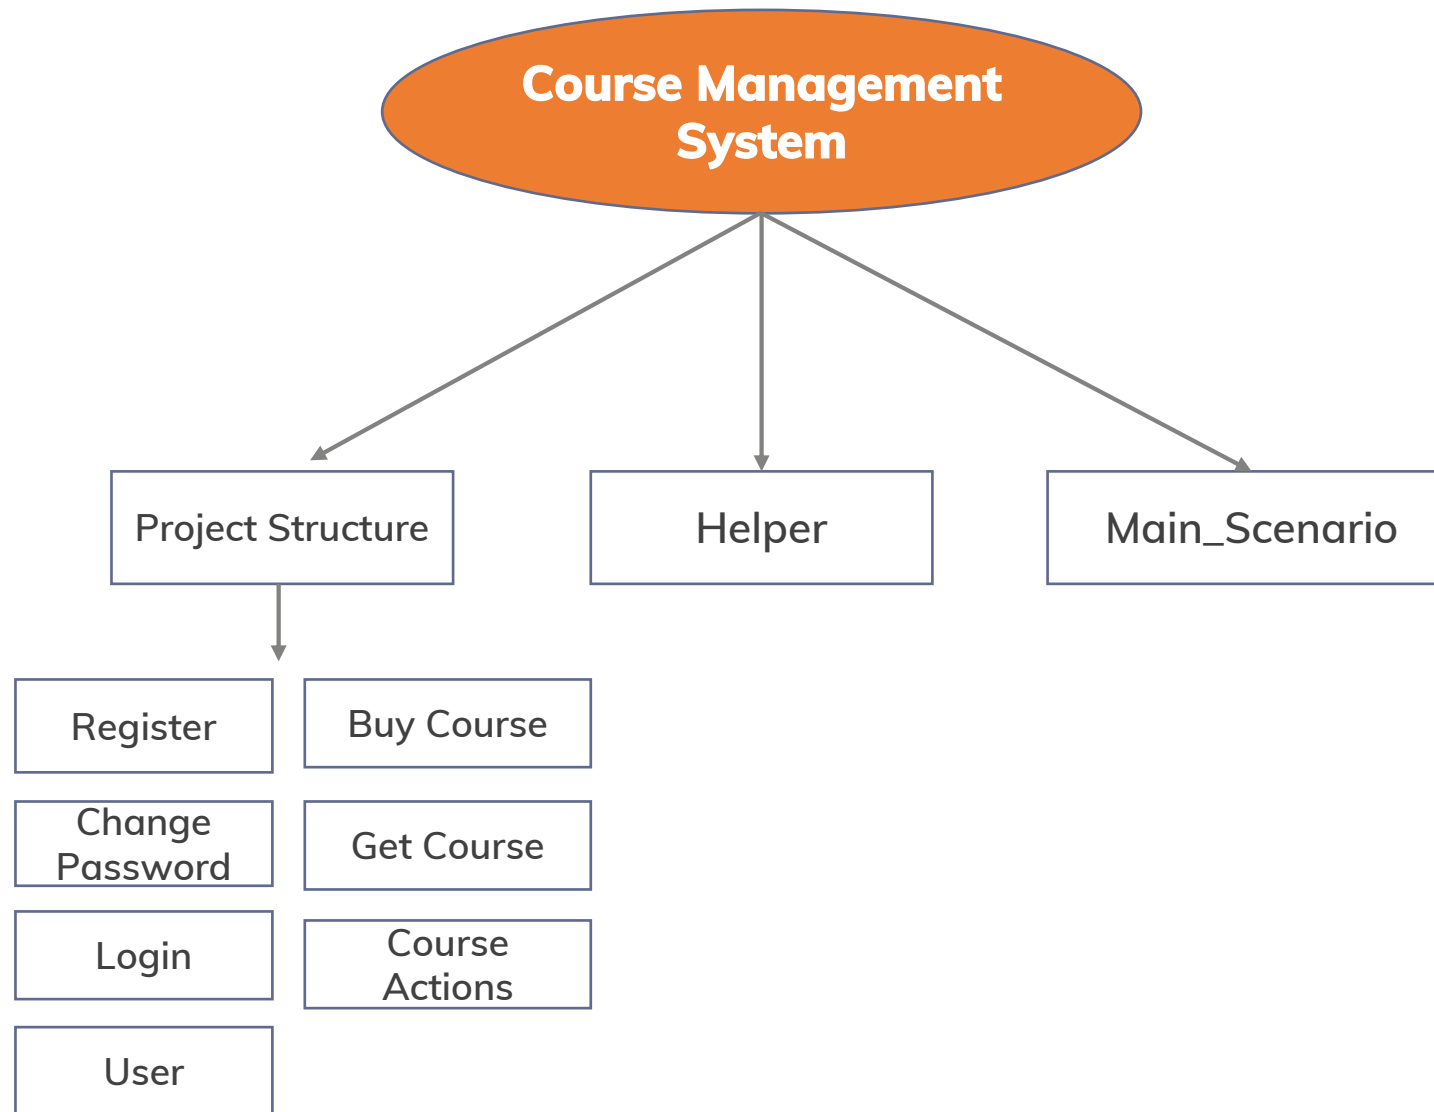 Course Management
System
Project Structure
Helper
Main_Scenario
Register
Buy Course
Change
Password
Get Course
Login
Course
Actions
User